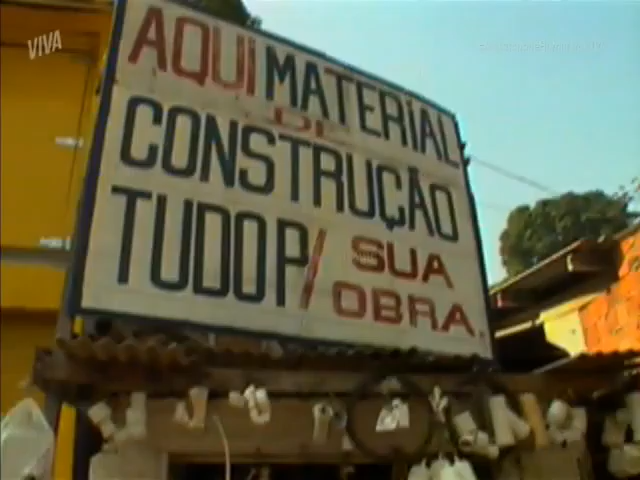 VIVA
AQUI MATERIAL
DE
CONSTRUÇÃO
TUDO P/ SUA
OBRA.